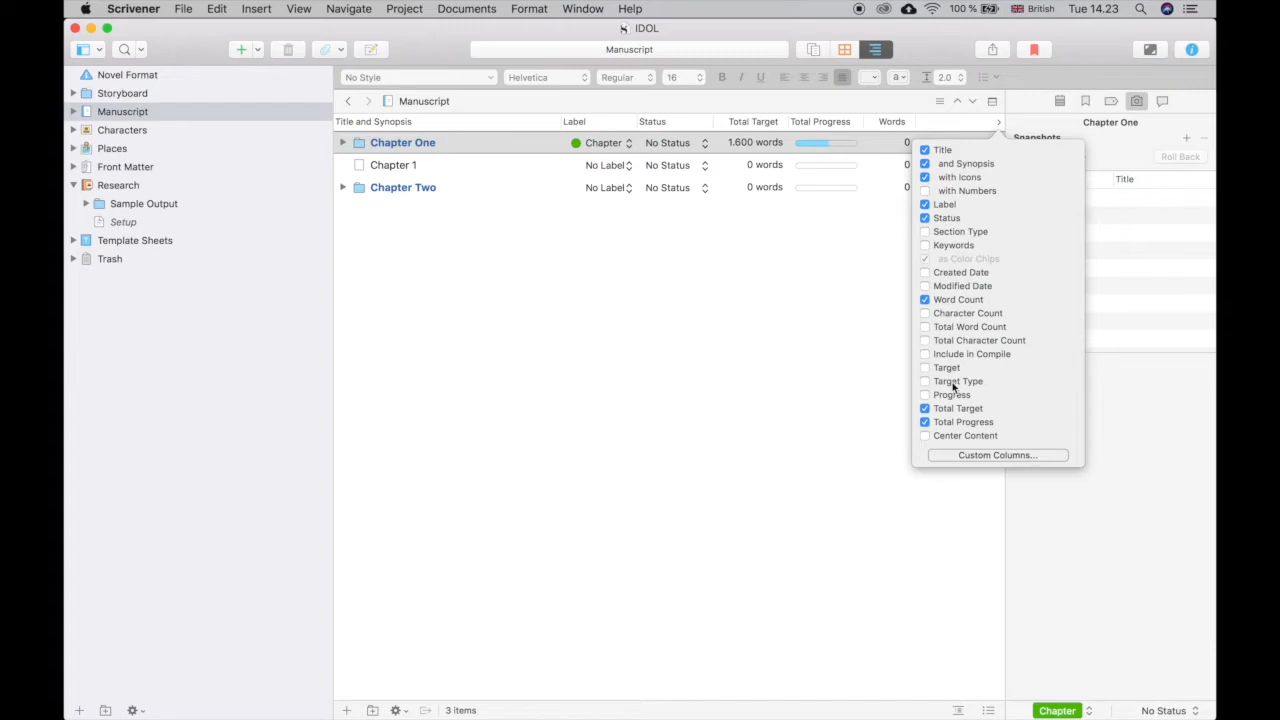 Scrivener File Edit Insert View Navigate Project Documents Format Window Help 100 % British Tue 14.23
IDOL
Manuscript
No Style Helvetica Regular 16 B I U a 2.0
Novel Format
Storyboard
Manuscript
Characters
Places
Front Matter
Research
Sample Output
Setup
Template Sheets
Trash
Manuscript
Title and Synopsis Label Status Total Target Total Progress Words
Chapter One Chapter No Status 1.600 words 0
Chapter 1 No Label No Status 0 words 0
Chapter Two No Label No Status 0 words 0
Title
and Synopsis
with Icons
with Numbers
Label
Status
Section Type
Keywords
as Color Chips
Created Date
Modified Date
Word Count
Character Count
Total Word Count
Total Character Count
Include in Compile
Target
Target Type
Progress
Total Target
Total Progress
Center Content
Custom Columns...
Chapter One
Snapshots
Roll Back
Title
3 items
Chapter No Status